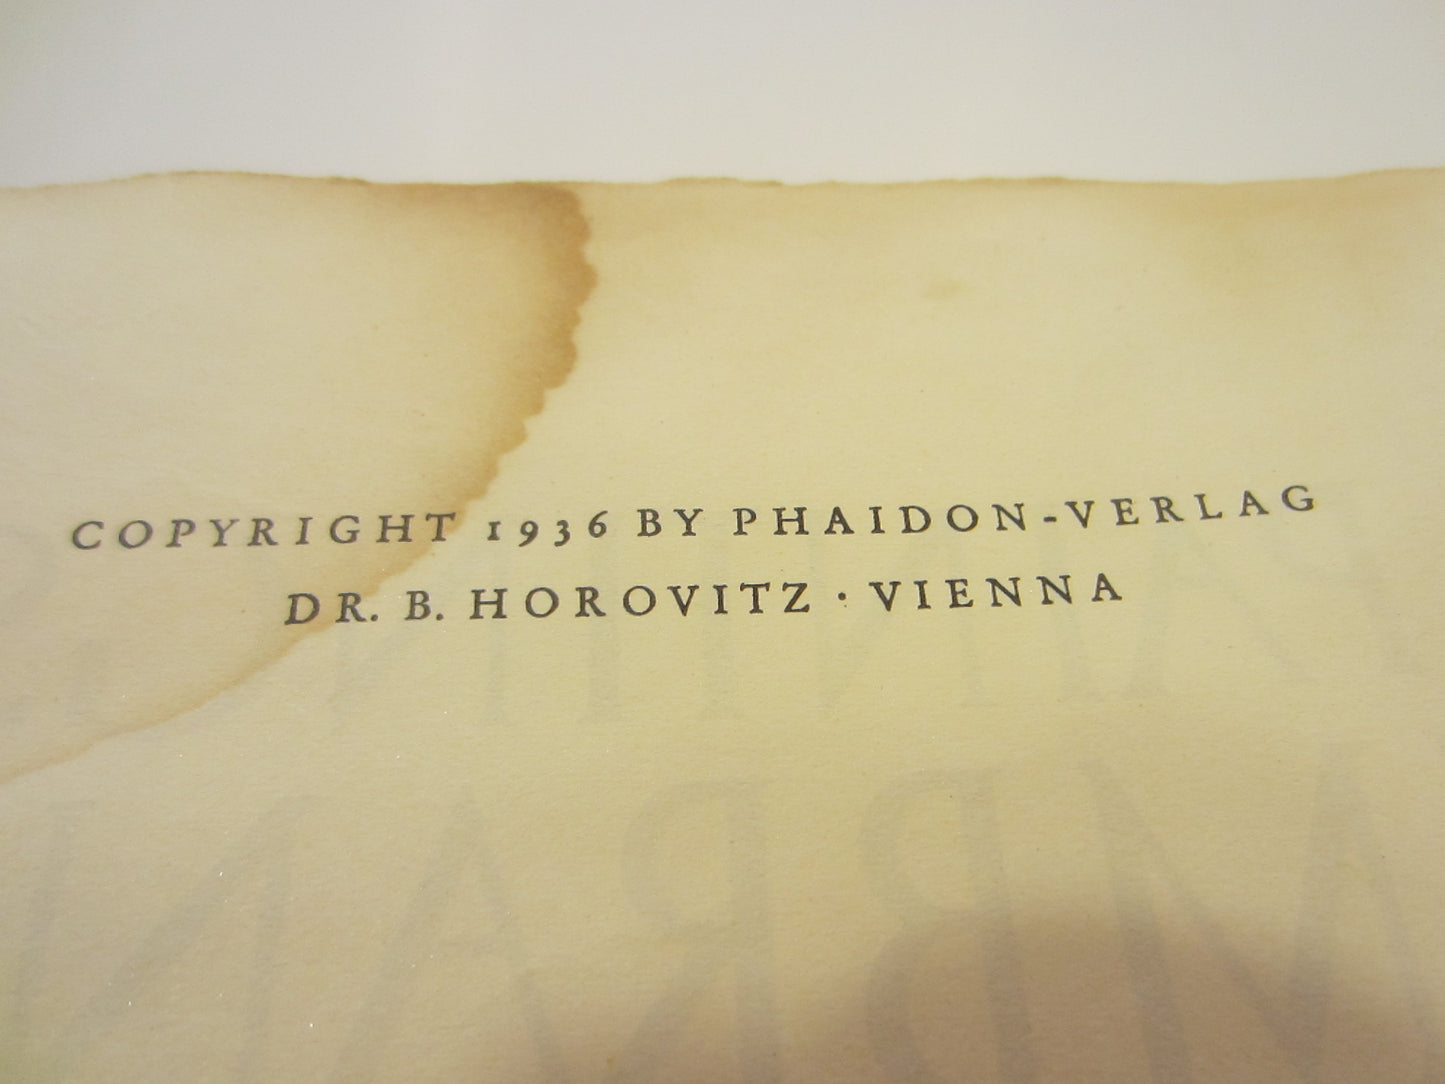 COPYRIGHT 1936 BY PHAIDON-VERLAG
DR. B. HOROVITZ · VIENNA